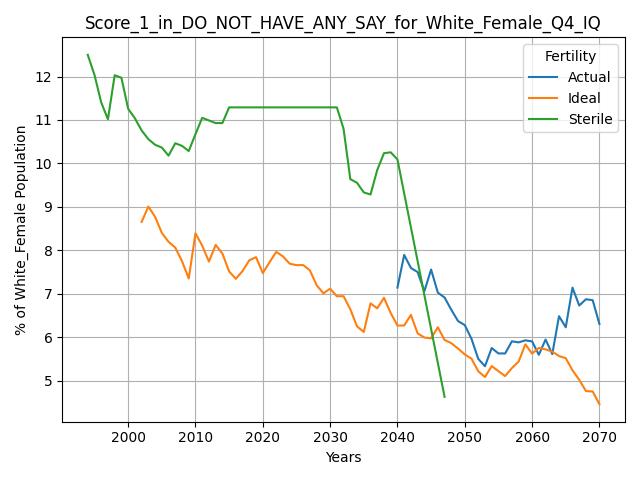 Score_1_in_DO_NOT_HAVE_ANY_SAY_for_White_Female_Q4_IQ
Fertility
Actual
Ideal
Sterile
% of White_Female Population
12
11
10
9
8
7
6
5
2000 2010 2020 2030 2040 2050 2060 2070
Years